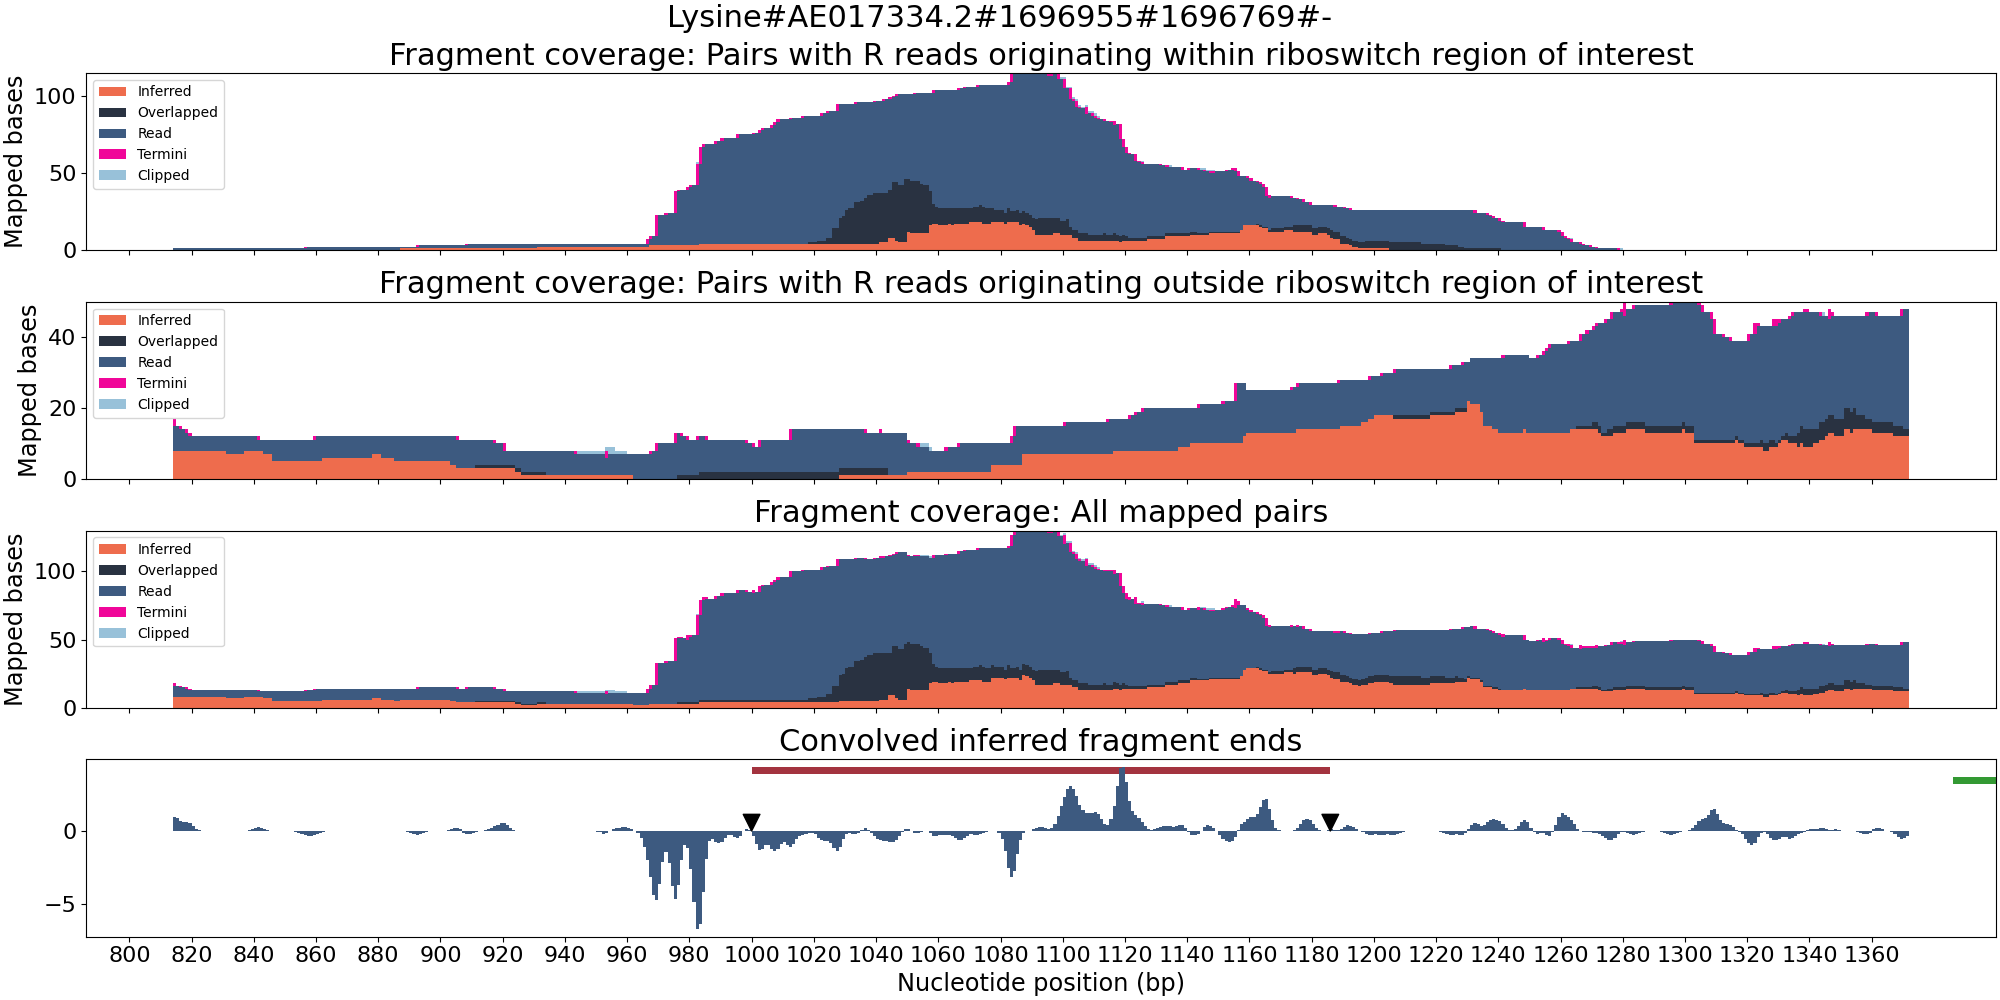 Lysine#AE017334.2#1696955#1696769#-
Fragment coverage: Pairs with R reads originating within riboswitch region of interest
Mapped bases
100
50
0
Inferred
Overlapped
Read
Termini
Clipped
Fragment coverage: Pairs with R reads originating outside riboswitch region of interest
Mapped bases
40
20
0
Inferred
Overlapped
Read
Termini
Clipped
Fragment coverage: All mapped pairs
Mapped bases
100
50
0
Inferred
Overlapped
Read
Termini
Clipped
Convolved inferred fragment ends
0
−5
800 820 840 860 880 900 920 940 960 980 1000 1020 1040 1060 1080 1100 1120 1140 1160 1180 1200 1220 1240 1260 1280 1300 1320 1340 1360
Nucleotide position (bp)